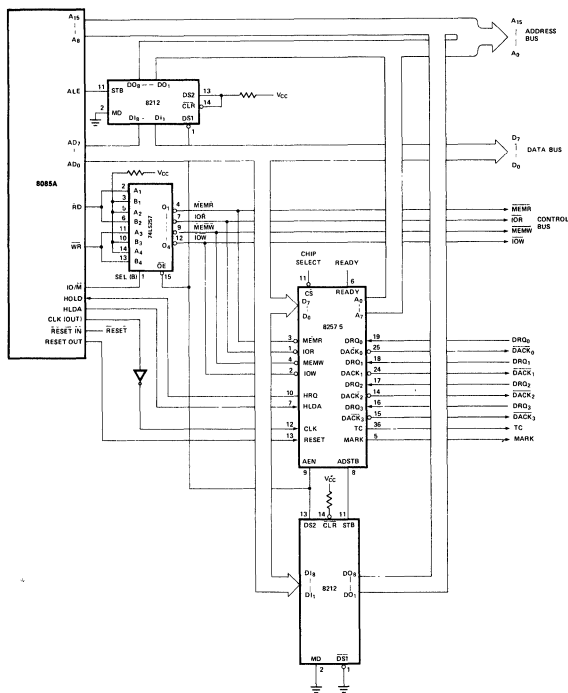 A15
A8
A15
ADDRESS
BUS
A0
DO8 DO1
ALE 11 STB
8212
DS2 13
CLR 14
VCC
2 MD
DI8 - DI1
DS1
1
AD7
AD0
D7
DATA BUS
D0
VCC
8085A
RD
WR
2 A1
3 B1
5 A2
6 B2
11 A3
10 B3
14 A4
13 B4
74LS257
O1 4 MEMR
7 IOR
9 MEMW
O4 12 IOW
SEL (B) 1
OE 15
MEMR
IOR
MEMW
IOW
CONTROL
BUS
IO/M
HOLD
HLDA
CLK (OUT)
RESET IN RESET
RESET OUT
CHIP
SELECT
READY
11 6
CS READY
D7
D0
A0
A7
8257 5
3 MEMR
1 IOR
4 MEMW
2 IOW
10 HRQ
7 HLDA
12 CLK
13 RESET
DRQ0 19 DRQ0
DACK0 25 DACK0
DRQ1 18 DRQ1
DACK1 24 DACK1
DRQ2 17 DRQ2
DACK2 14 DACK2
DRQ3 16 DRQ3
DACK3 15 DACK3
TC 36 TC
MARK 5 MARK
AEN ADSTB
9 8
VCC
13 14 11
DS2 CLR STB
DI8
DI1
8212
DO8
DO1
MD DS1
2 1